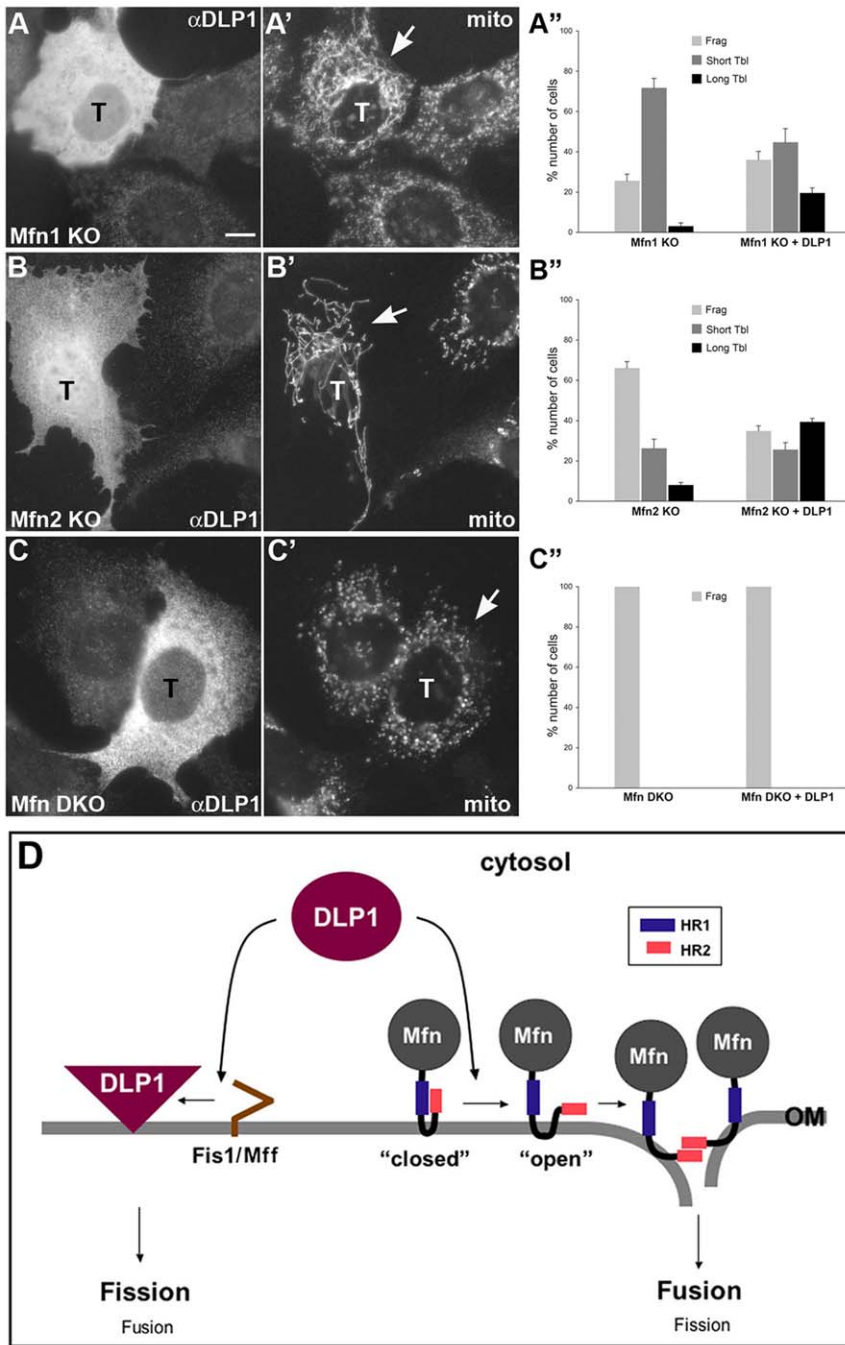 A αDLP1
T
Mfn1 KO
A' mito
T
A”
% number of cells
100
80
60
40
20
0
Frag
Short Tbl
Long Tbl
Mfn1 KO
Mfn1 KO + DLP1
B
T
Mfn2 KO αDLP1
B'
T
mito
B”
% number of cells
100
80
60
40
20
0
Frag
Short Tbl
Long Tbl
Mfn2 KO
Mfn2 KO + DLP1
C
T
Mfn DKO αDLP1
C'
T
mito
C”
% number of cells
100
80
60
40
20
0
Frag
Mfn DKO
Mfn DKO + DLP1
D
cytosol
DLP1
HR1
HR2
Mfn
Mfn
Mfn
Mfn
DLP1
OM
Fis1/Mff
“closed”
“open”
Fission
Fusion
Fusion
Fission